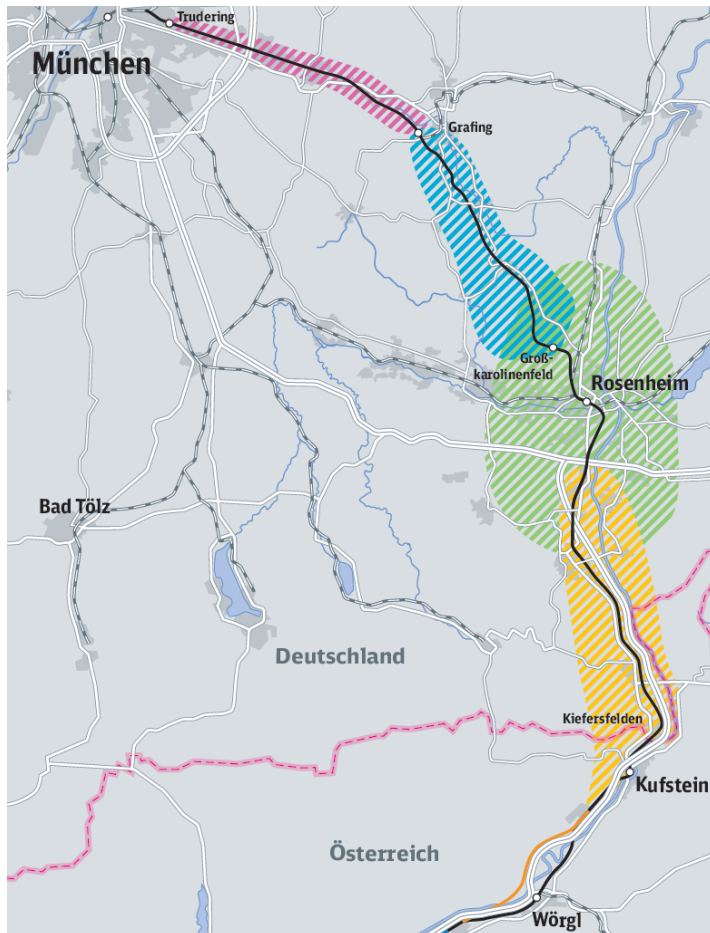 Trudering
München
Grafing
Groß-
karolinenfeld
Rosenheim
Bad Tölz
Deutschland
Kiefersfelden
Kufstein
Österreich
Wörgl